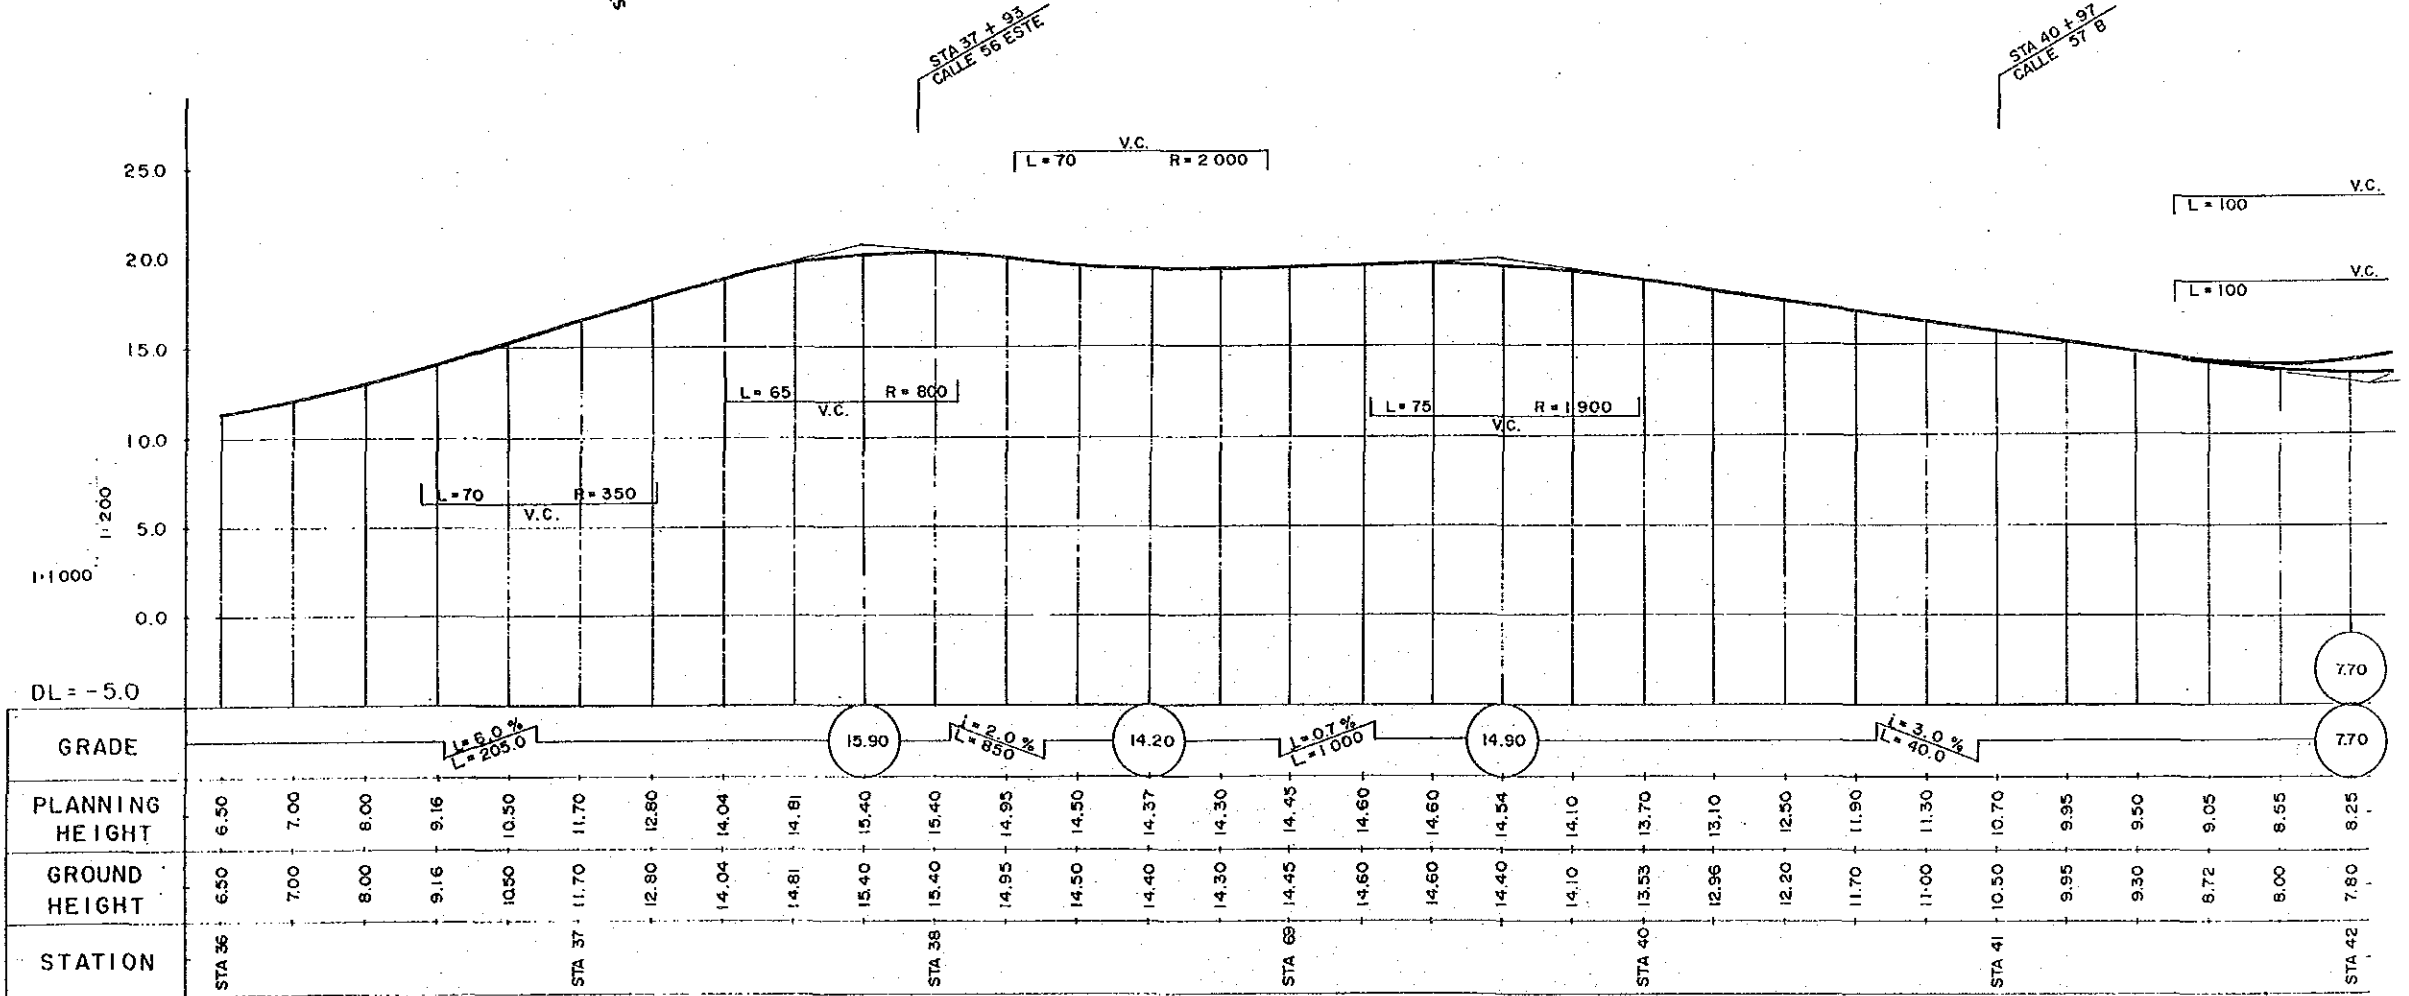 STA 37 + 93
CALLE 56 ESTE
STA 40 + 97
CALLE 57 B
V.C.
L = 70 R = 2 000
25.0
V.C.
L = 100
20.0
V.C.
L = 100
15.0
L = 65 R = 800
V.C.
L = 75 R = 1 900
V.C.
10.0
L = 70 R = 350
V.C.
1:200
5.0
1:1000
0.0
DL = -5.0
7.70
GRADE
i = 6.0 %
L = 205.0
15.90
i = 2.0 %
L = 850
14.20
i = 0.7 %
L = 1 000
14.90
i = 3.0 %
L = 40.0
7.70
PLANNING HEIGHT
6.50 7.00 8.00 9.16 10.50 11.70 12.80 14.04 14.81 15.40 15.40 14.95 14.50 14.37 14.30 14.45 14.60 14.60 14.54 14.10 13.70 13.10 12.50 11.90 11.30 10.70 9.95 9.50 9.05 8.55 8.25
GROUND HEIGHT
6.50 7.00 8.00 9.16 10.50 11.70 12.80 14.04 14.81 15.40 15.40 14.95 14.50 14.40 14.30 14.45 14.60 14.60 14.40 14.10 13.53 12.96 12.20 11.70 11.00 10.50 9.95 9.30 8.72 8.00 7.80
STATION
STA 36 STA 37 STA 38 STA 69 STA 40 STA 41 STA 42